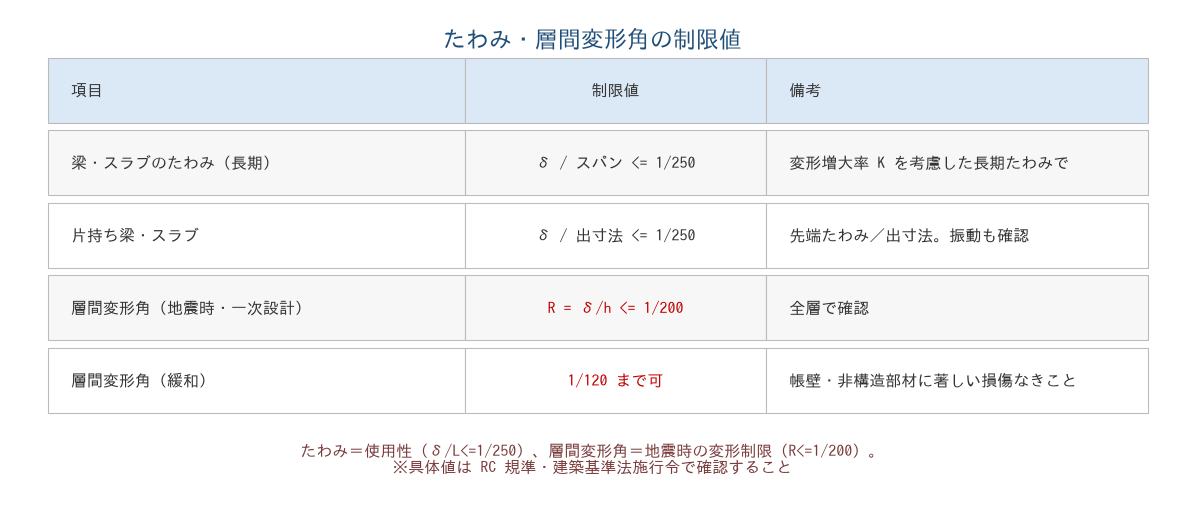 たわみ・層間変形角の制限値
項目 制限値 備考
梁・スラブのたわみ（長期） δ / スパン <= 1/250 変形増大率 K を考慮した長期たわみで
片持ち梁・スラブ δ / 出寸法 <= 1/250 先端たわみ／出寸法。振動も確認
層間変形角（地震時・一次設計） R = δ/h <= 1/200 全層で確認
層間変形角（緩和） 1/120 まで可 帳壁・非構造部材に著しい損傷なきこと
たわみ＝使用性（δ/L<=1/250）、層間変形角＝地震時の変形制限（R<=1/200）。
※具体値は RC 規準・建築基準法施行令で確認すること